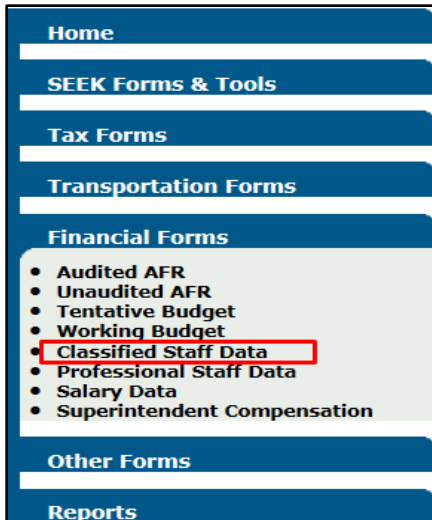 Home
SEEK Forms & Tools
Tax Forms
Transportation Forms
Financial Forms
Audited AFR
Unaudited AFR
Tentative Budget
Working Budget
Classified Staff Data
Professional Staff Data
Salary Data
Superintendent Compensation
Other Forms
Reports